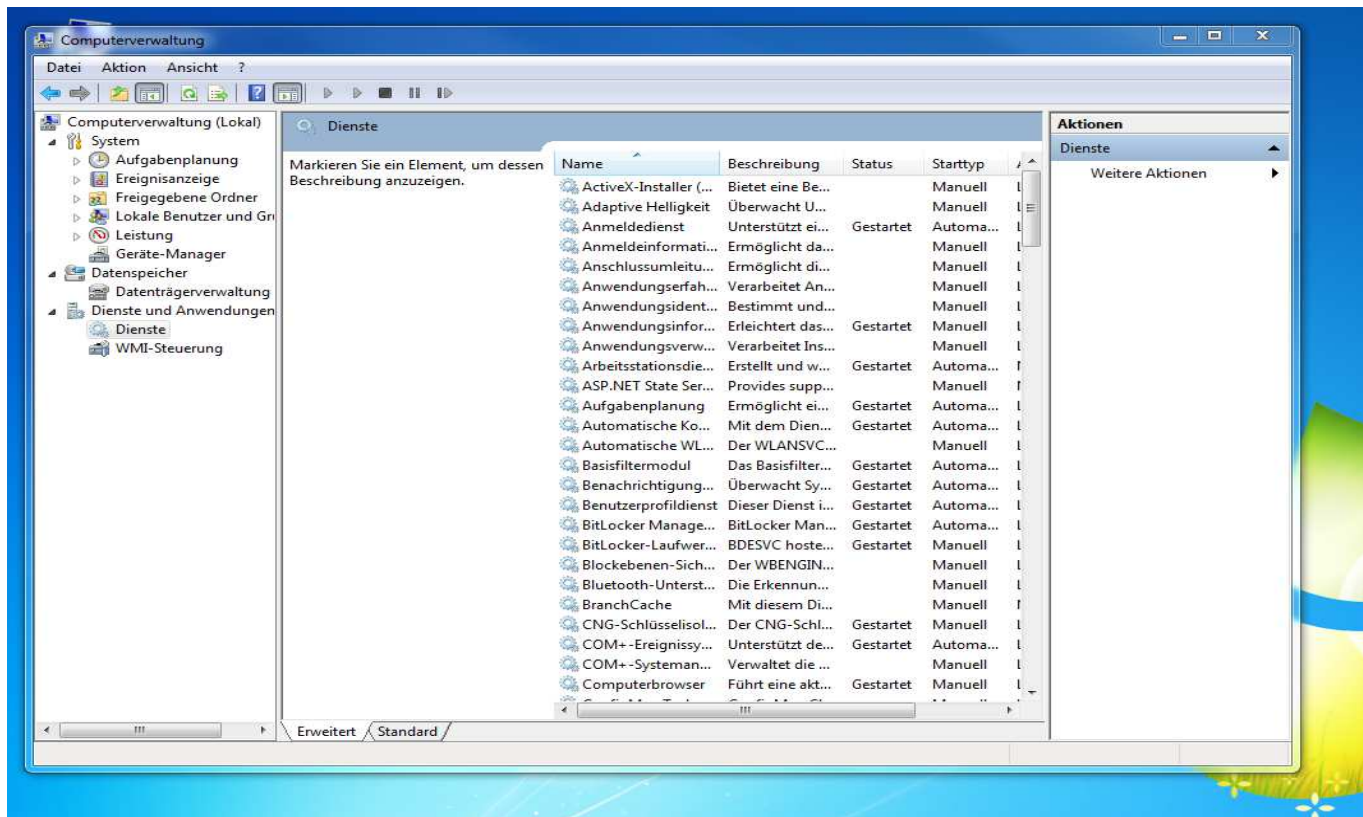 Computerverwaltung
Datei Aktion Ansicht ?
Computerverwaltung (Lokal)
System
Aufgabenplanung
Ereignisanzeige
Freigegebene Ordner
Lokale Benutzer und Gr
Leistung
Geräte-Manager
Datenspeicher
Datenträgerverwaltung
Dienste und Anwendungen
Dienste
WMI-Steuerung
Dienste
Markieren Sie ein Element, um dessen
Beschreibung anzuzeigen.
Name Beschreibung Status Starttyp
ActiveX-Installer (... Bietet eine Be... Manuell
Adaptive Helligkeit Überwacht U... Manuell
Anmeldedienst Unterstützt ei... Gestartet Automa...
Anmeldeinformati... Ermöglicht da... Manuell
Anschlussumleitu... Ermöglicht di... Manuell
Anwendungserfah... Verarbeitet An... Manuell
Anwendungsident... Bestimmt und... Manuell
Anwendungsinfor... Erleichtert das... Gestartet Manuell
Anwendungsverw... Verarbeitet Ins... Manuell
Arbeitsstationsdie... Erstellt und w... Gestartet Automa...
ASP.NET State Ser... Provides supp... Manuell
Aufgabenplanung Ermöglicht ei... Gestartet Automa...
Automatische Ko... Mit dem Dien... Gestartet Automa...
Automatische WL... Der WLANSVC... Manuell
Basisfiltermodul Das Basisfilter... Gestartet Automa...
Benachrichtigung... Überwacht Sy... Gestartet Automa...
Benutzerprofildienst Dieser Dienst i... Gestartet Automa...
BitLocker Manage... BitLocker Man... Gestartet Automa...
BitLocker-Laufwer... BDESVC hoste... Gestartet Manuell
Blockebenen-Sich... Der WBENGIN... Manuell
Bluetooth-Unterst... Die Erkennun... Manuell
BranchCache Mit diesem Di... Manuell
CNG-Schlüsselisol... Der CNG-Schl... Gestartet Manuell
COM+-Ereignissy... Unterstützt de... Gestartet Automa...
COM+-Systeman... Verwaltet die ... Manuell
Computerbrowser Führt eine akt... Gestartet Manuell
Erweitert Standard
Aktionen
Dienste
Weitere Aktionen